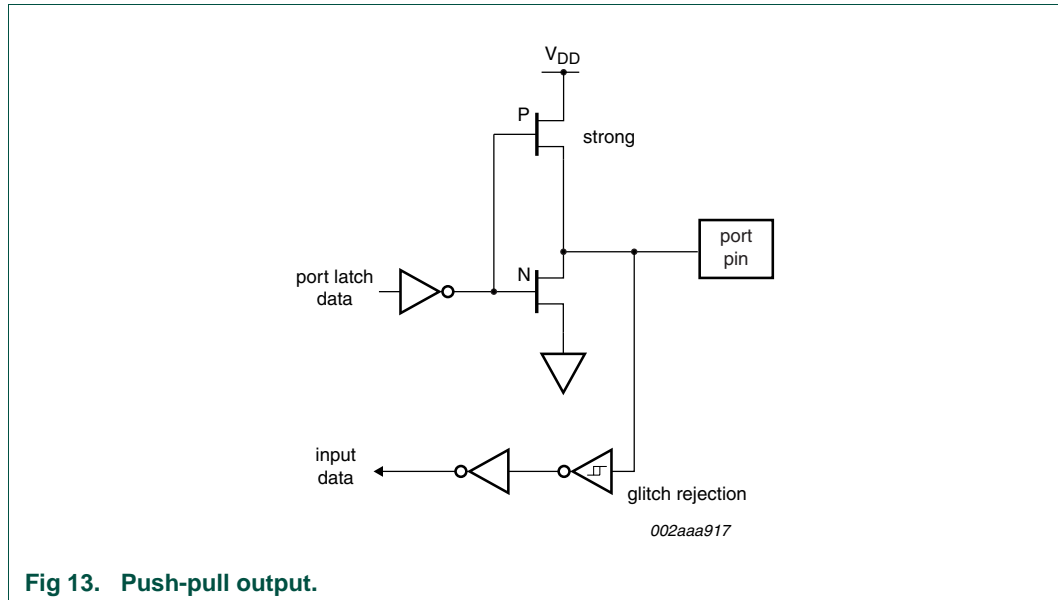 VDD
P
strong
port
pin
N
port latch
data
input
data
glitch rejection
002aaa917
Fig 13. Push-pull output.